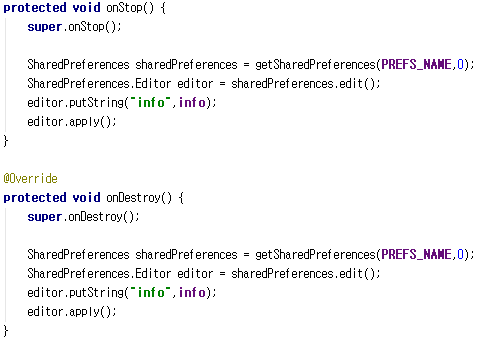 protected void onStop() {
    super.onStop();

    SharedPreferences sharedPreferences = getSharedPreferences(PREFS_NAME,0);
    SharedPreferences.Editor editor = sharedPreferences.edit();
    editor.putString("info",info);
    editor.apply();
}

@Override
protected void onDestroy() {
    super.onDestroy();

    SharedPreferences sharedPreferences = getSharedPreferences(PREFS_NAME,0);
    SharedPreferences.Editor editor = sharedPreferences.edit();
    editor.putString("info",info);
    editor.apply();
}